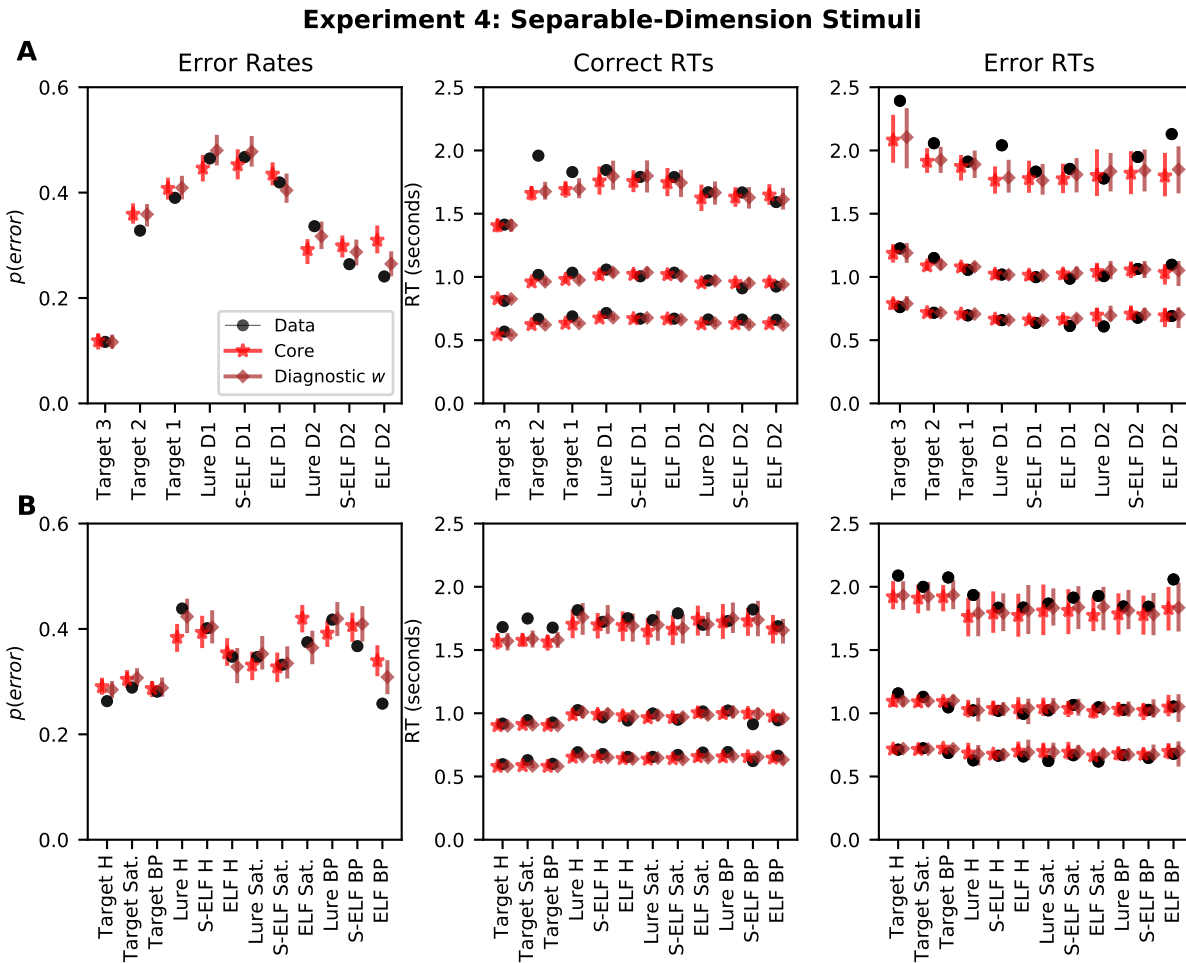 Experiment 4: Separable-Dimension Stimuli
A
Error Rates
Correct RTs
Error RTs
p(error)
0.6
0.4
0.2
0.0
Data
Core
Diagnostic w
Target 3
Target 2
Target 1
Lure D1
S-ELF D1
ELF D1
Lure D2
S-ELF D2
ELF D2
RT (seconds)
2.5
2.0
1.5
1.0
0.5
0.0
Target 3
Target 2
Target 1
Lure D1
S-ELF D1
ELF D1
Lure D2
S-ELF D2
ELF D2
2.5
2.0
1.5
1.0
0.5
0.0
Target 3
Target 2
Target 1
Lure D1
S-ELF D1
ELF D1
Lure D2
S-ELF D2
ELF D2
B
p(error)
0.6
0.4
0.2
0.0
Target H
Target Sat.
Target BP
Lure H
S-ELF H
ELF H
Lure Sat.
S-ELF Sat.
ELF Sat.
Lure BP
S-ELF BP
ELF BP
RT (seconds)
2.5
2.0
1.5
1.0
0.5
0.0
Target H
Target Sat.
Target BP
Lure H
S-ELF H
ELF H
Lure Sat.
S-ELF Sat.
ELF Sat.
Lure BP
S-ELF BP
ELF BP
2.5
2.0
1.5
1.0
0.5
0.0
Target H
Target Sat.
Target BP
Lure H
S-ELF H
ELF H
Lure Sat.
S-ELF Sat.
ELF Sat.
Lure BP
S-ELF BP
ELF BP